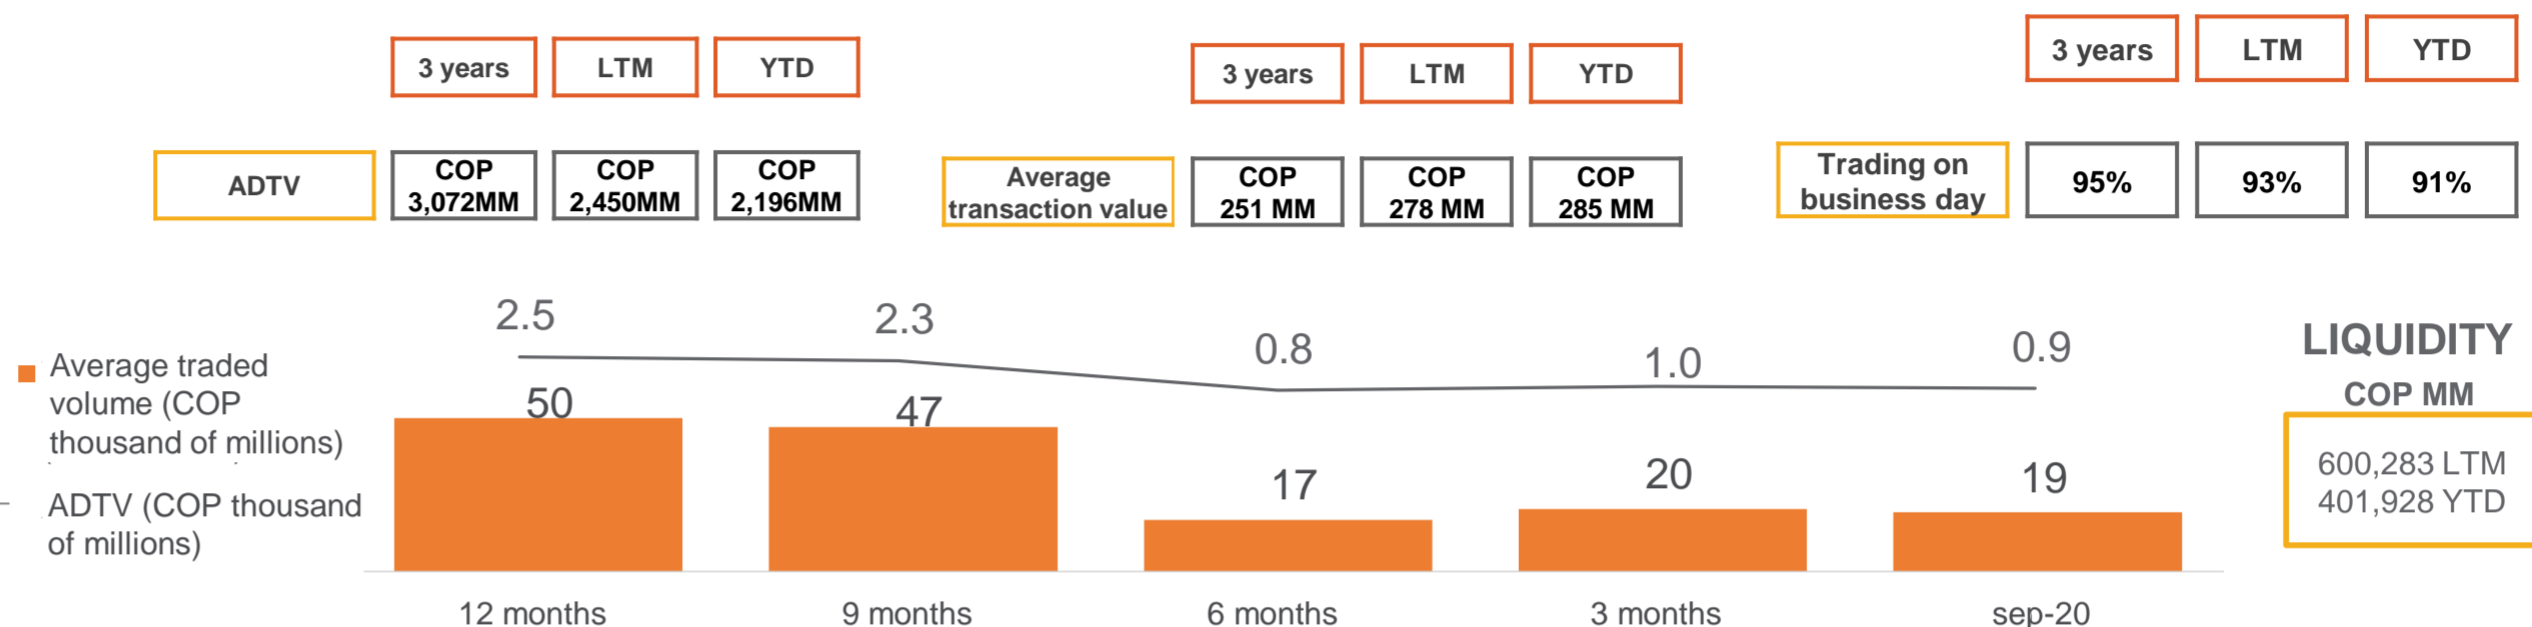 3 years LTM YTD
ADTV
COP
3,072MM
COP
2,450MM
COP
2,196MM
3 years LTM YTD
Average
transaction value
COP
251 MM
COP
278 MM
COP
285 MM
3 years LTM YTD
Trading on
business day
95% 93% 91%
Average traded
volume (COP
thousand of millions)
ADTV (COP thousand
of millions)
2.5 2.3 0.8 1.0 0.9
50 47 17 20 19
12 months 9 months 6 months 3 months sep-20
LIQUIDITY
COP MM
600,283 LTM
401,928 YTD